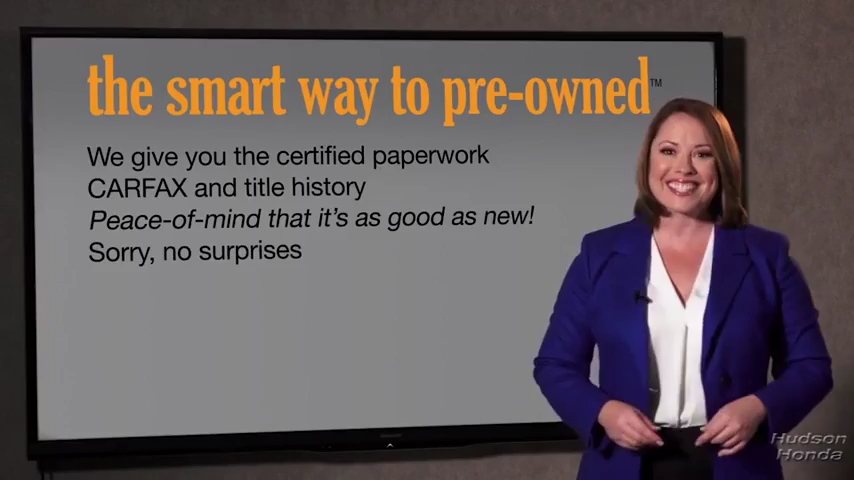 the smart way to pre-owned™
We give you the certified paperwork
CARFAX and title history
Peace-of-mind that it's as good as new!
Sorry, no surprises
Hudson
Honda